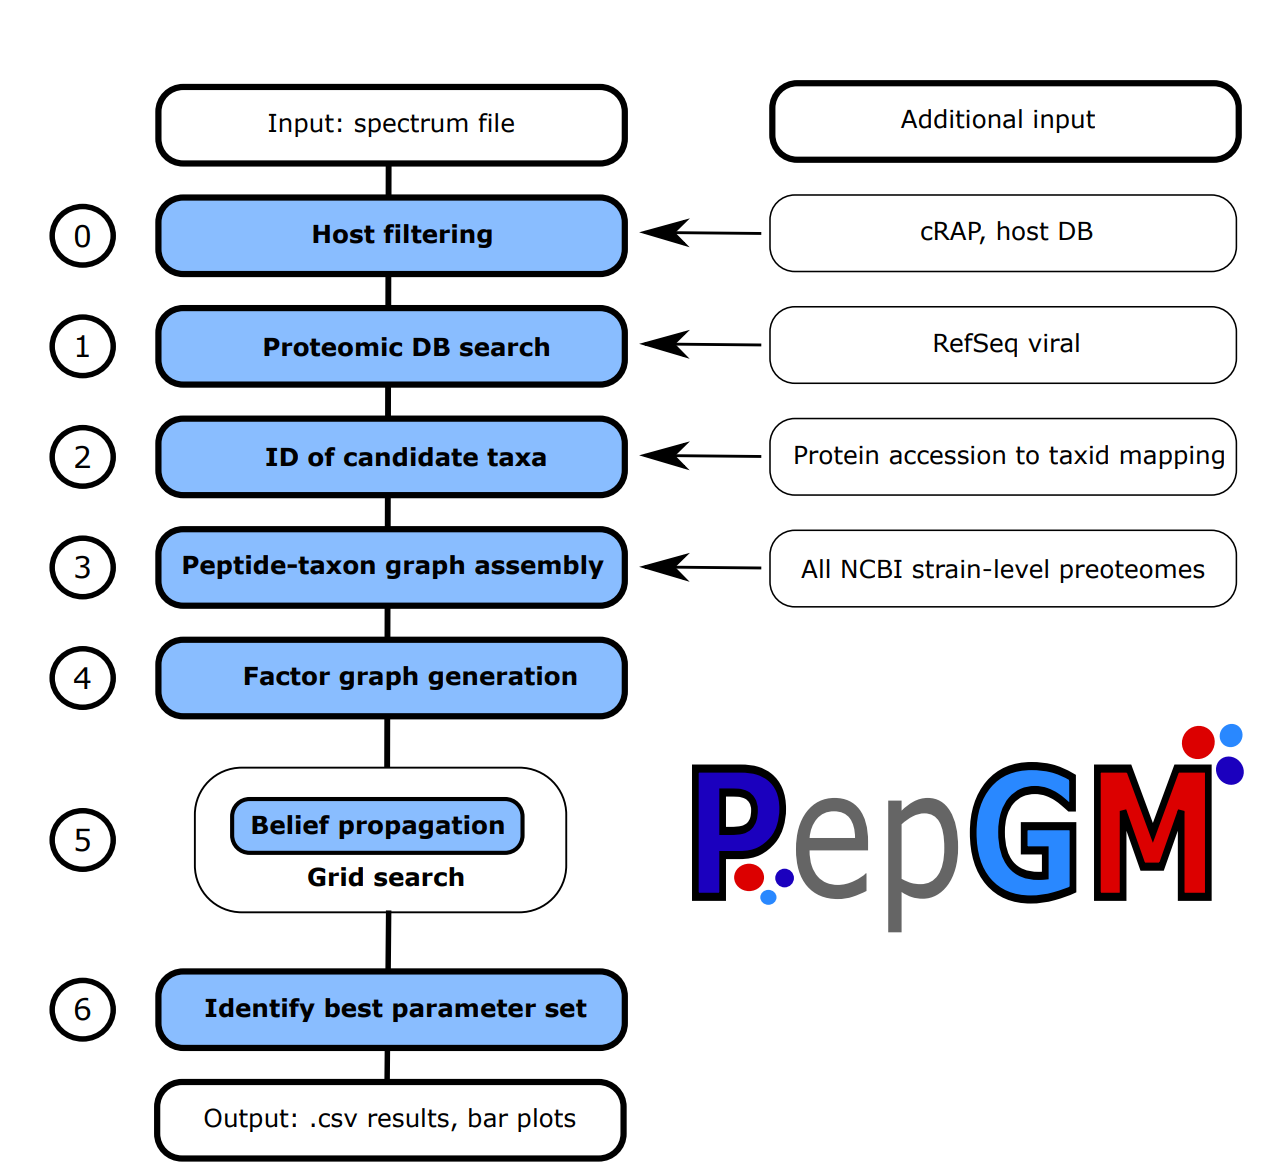 Input: spectrum file
Additional input
0
Host filtering
cRAP, host DB
1
Proteomic DB search
RefSeq viral
2
ID of candidate taxa
Protein accession to taxid mapping
3
Peptide-taxon graph assembly
All NCBI strain-level preoteomes
4
Factor graph generation
5
Belief propagation
Grid search
PepGM
6
Identify best parameter set
Output: .csv results, bar plots